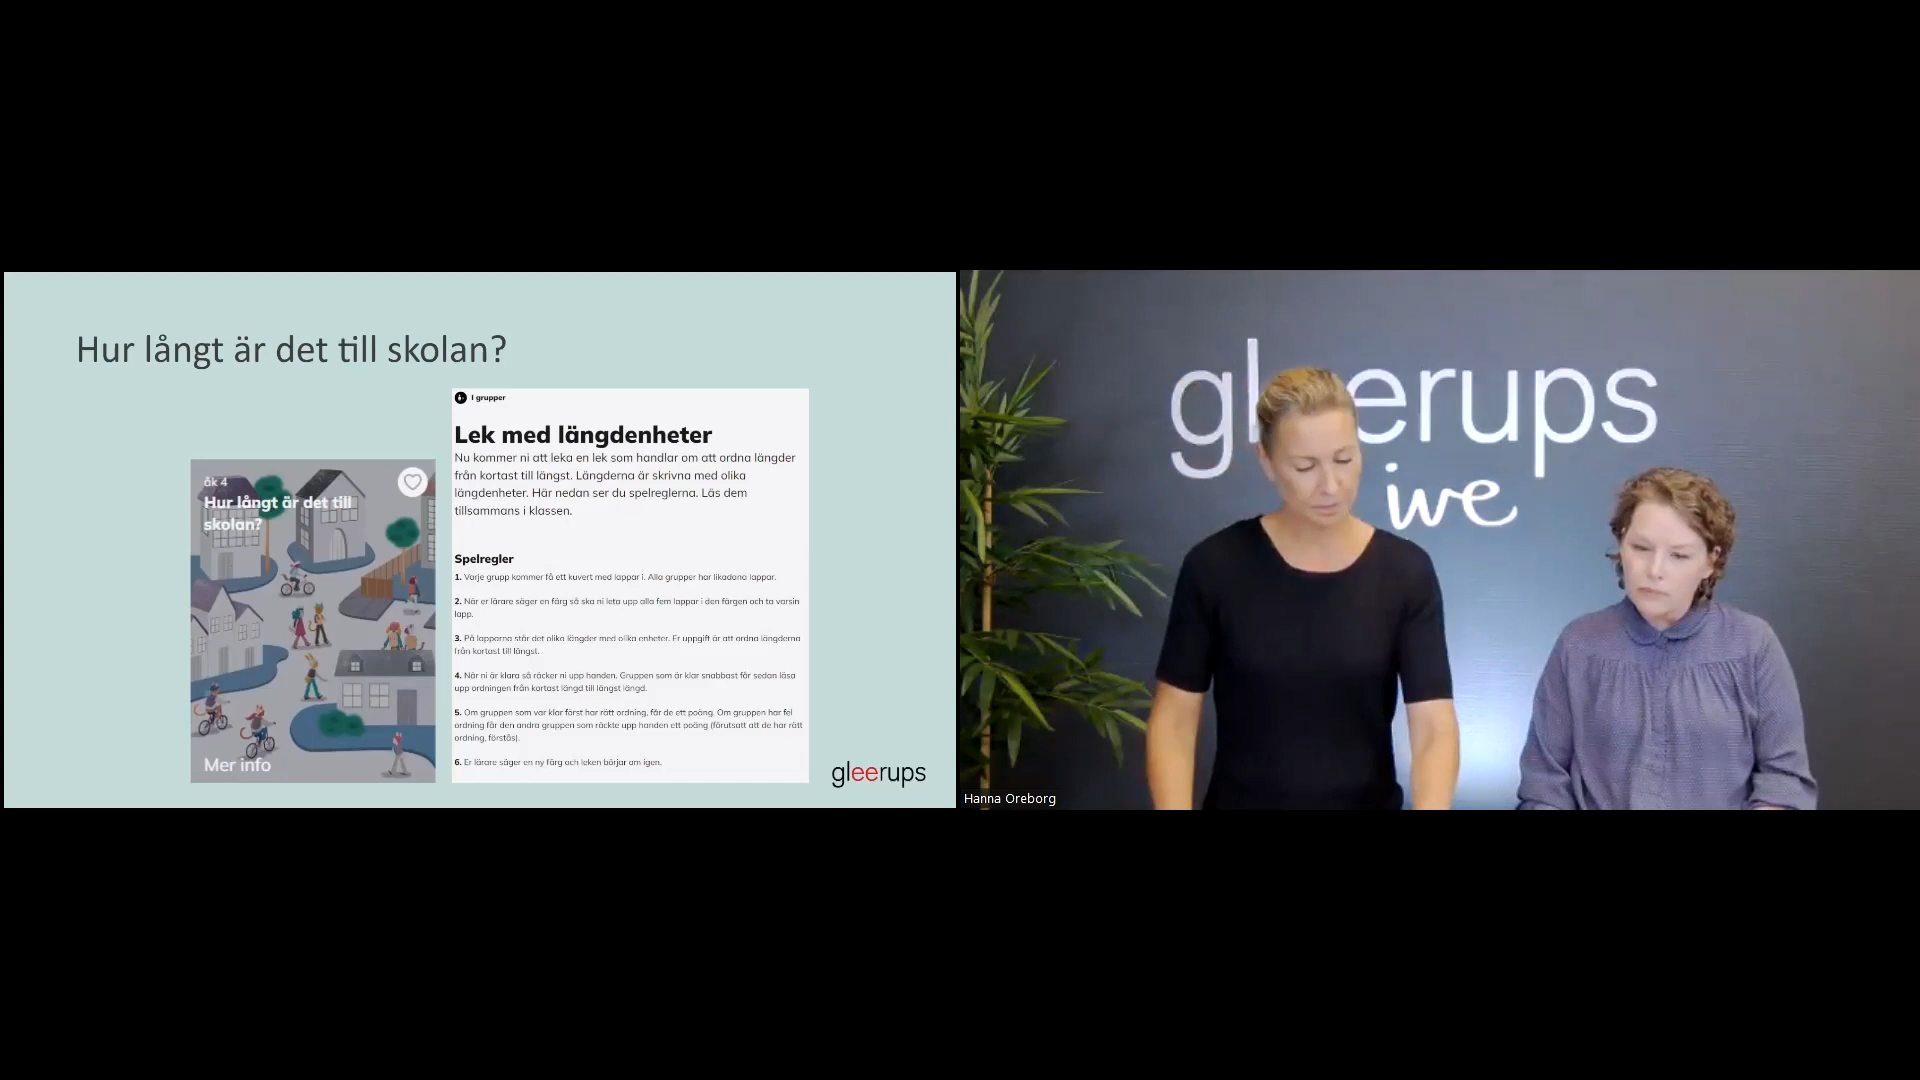 Hur långt är det till skolan?
I grupper
Lek med längdenheter
Nu kommer ni att leka en lek som handlar om att ordna längder
från kortast till längst. Längderna är skrivna med olika
längdenheter. Här nedan ser du spelreglerna. Läs dem
tillsammans i klassen.
Spelregler
1. Varje grupp kommer få ett kuvert med lappar i. Alla grupper har likadana lappar.
2. När er lärare säger en färg så ska ni leta upp alla fem lappar i den färgen och ta varsin
lapp.
3. På lapparna står det olika längder med olika enheter. Er uppgift är att ordna längderna
från kortast till längst.
4. När ni är klara så räcker ni upp handen. Gruppen som är klar snabbast får sedan läsa
upp ordningen från kortast längd till längst längd.
5. Om gruppen som var klar först har rätt ordning, får de ett poäng. Om gruppen har fel
ordning får den andra gruppen som räckte upp handen ett poäng (förutsatt att de har rätt
ordning, förstås).
6. Er lärare säger en ny färg och leken börjar om igen.
åk 4
Hur långt är det till
skolan?
Mer info
gleerups
gleerups
Hanna Oreborg